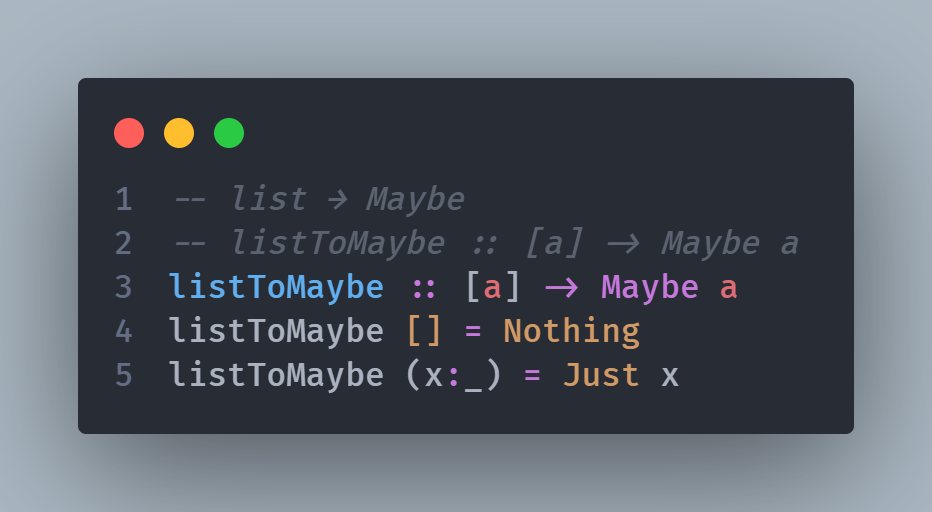 1 -- list -> Maybe
2 -- listToMaybe :: [a] -> Maybe a
3 listToMaybe :: [a] -> Maybe a
4 listToMaybe [] = Nothing
5 listToMaybe (x:_) = Just x